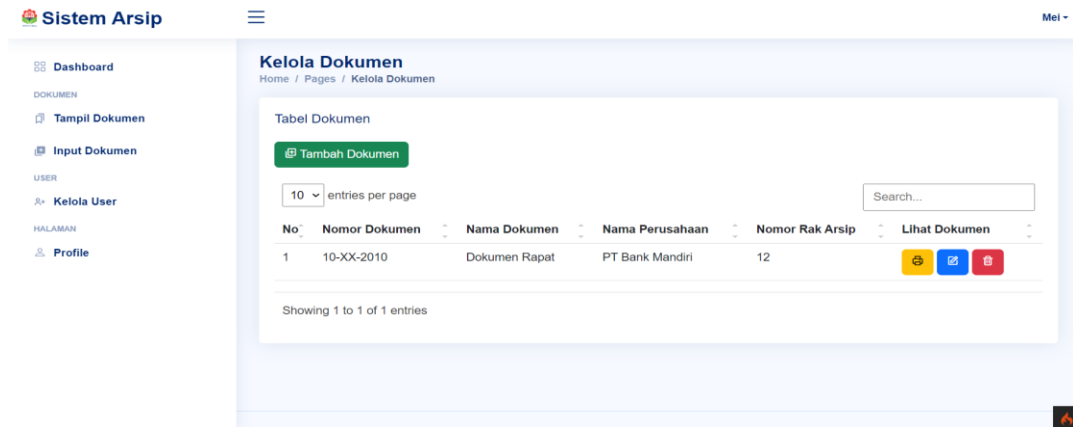 Sistem Arsip
Mei
Dashboard
DOKUMEN
Tampil Dokumen
Input Dokumen
USER
Kelola User
HALAMAN
Profile
Kelola Dokumen
Home / Pages / Kelola Dokumen
Tabel Dokumen
Tambah Dokumen
10 entries per page
Search...
No Nomor Dokumen Nama Dokumen Nama Perusahaan Nomor Rak Arsip Lihat Dokumen
1 10-XX-2010 Dokumen Rapat PT Bank Mandiri 12
Showing 1 to 1 of 1 entries